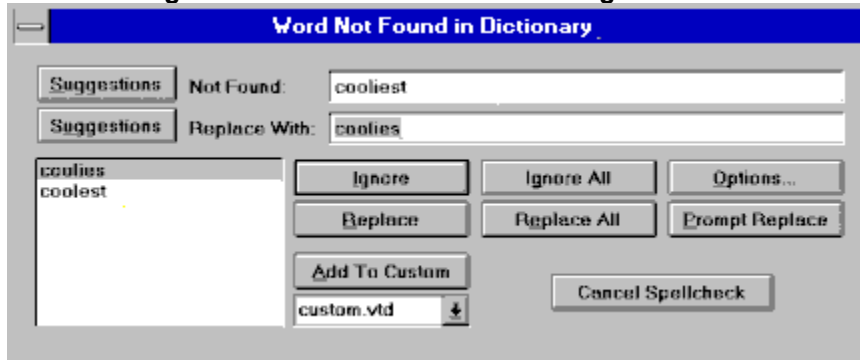 Word Not Found in Dictionary
Suggestions Not Found: cooliest
Suggestions Replace With: coolies
coolies
coolest
Ignore Ignore All Options...
Replace Replace All Prompt Replace
Add To Custom
custom.vtd
Cancel Spellcheck